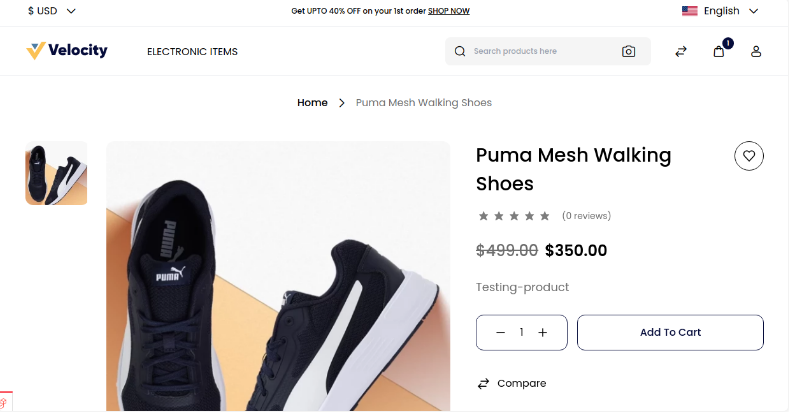 $ USD
Get UPTO 40% OFF on your 1st order SHOP NOW
English
Velocity
ELECTRONIC ITEMS
Search products here
1
Home > Puma Mesh Walking Shoes
Puma Mesh Walking
Shoes
(0 reviews)
$499.00 $350.00
Testing-product
PUMA
PUMA
− 1 +
Add To Cart
Compare